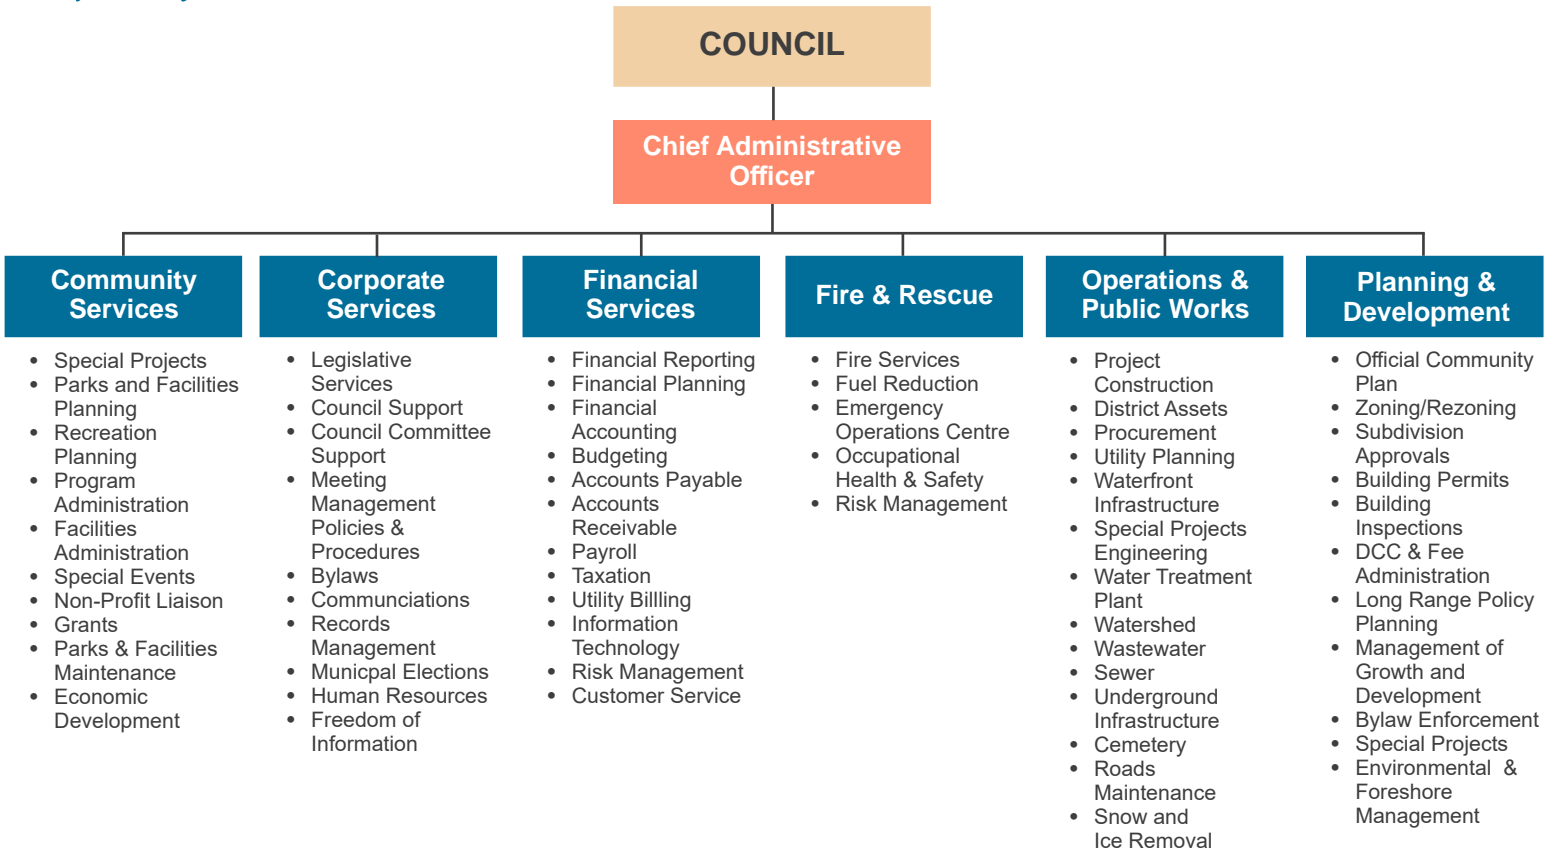 COUNCIL
Chief Administrative
Officer
Community
Services
• Special Projects
• Parks and Facilities
Planning
• Recreation
Planning
• Program
Administration
• Facilities
Administration
• Special Events
• Non-Profit Liaison
• Grants
• Parks & Facilities
Maintenance
• Economic
Development
Corporate
Services
• Legislative
Services
• Council Support
• Council Committee
Support
• Meeting
Management
Policies &
Procedures
• Bylaws
• Communciations
• Records
Management
• Municpal Elections
• Human Resources
• Freedom of
Information
Financial
Services
• Financial Reporting
• Financial Planning
• Financial
Accounting
• Budgeting
• Accounts Payable
• Accounts
Receivable
• Payroll
• Taxation
• Utility Billling
• Information
Technology
• Risk Management
• Customer Service
Fire & Rescue
• Fire Services
• Fuel Reduction
• Emergency
Operations Centre
• Occupational
Health & Safety
• Risk Management
Operations &
Public Works
• Project
Construction
• District Assets
• Procurement
• Utility Planning
• Waterfront
Infrastructure
• Special Projects
Engineering
• Water Treatment
Plant
• Watershed
• Wastewater
• Sewer
• Underground
Infrastructure
• Cemetery
• Roads
Maintenance
• Snow and
Ice Removal
Planning &
Development
• Official Community
Plan
• Zoning/Rezoning
• Subdivision
Approvals
• Building Permits
• Building
Inspections
• DCC & Fee
Administration
• Long Range Policy
Planning
• Management of
Growth and
Development
• Bylaw Enforcement
• Special Projects
• Environmental &
Foreshore
Management